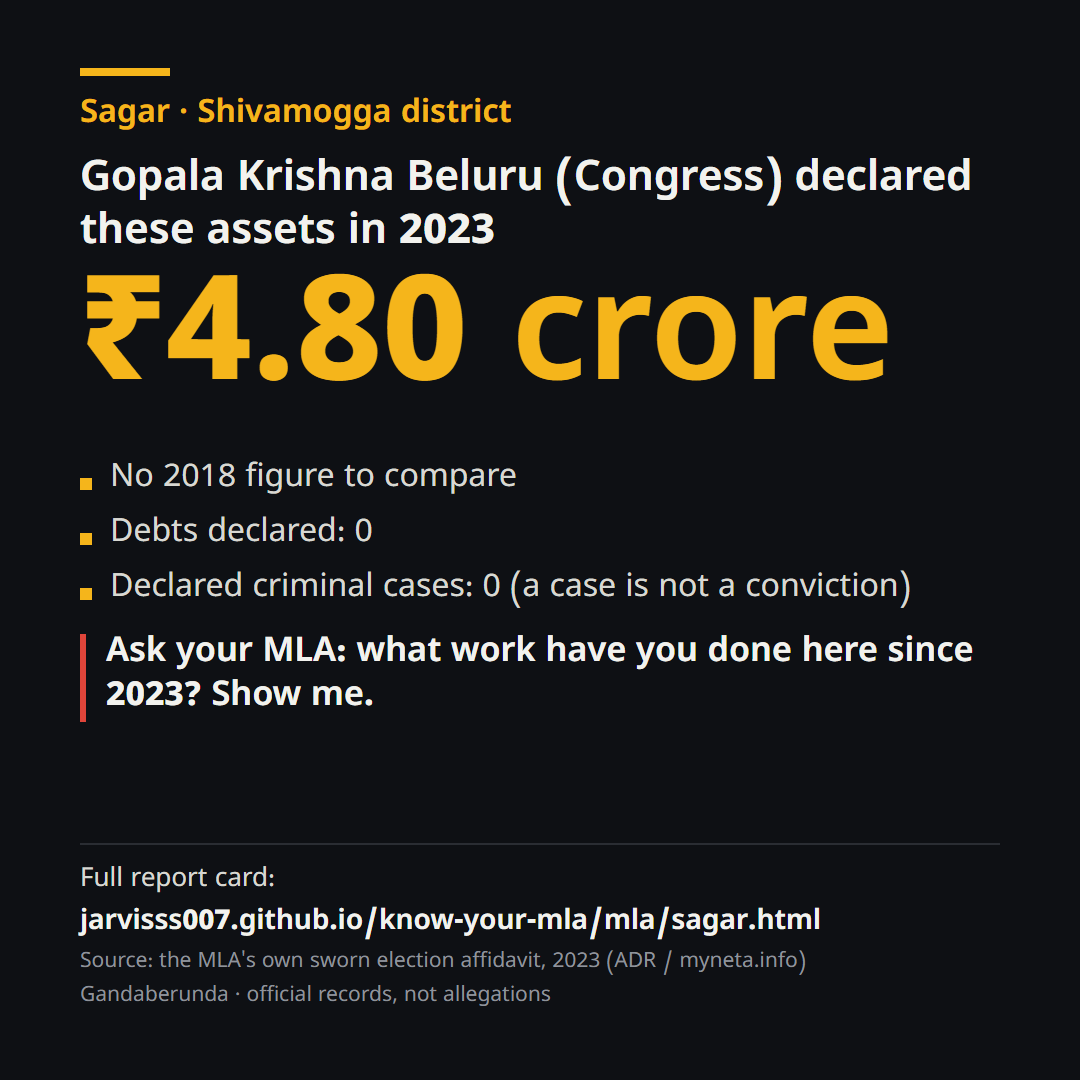 Sagar · Shivamogga district
Gopala Krishna Beluru (Congress) declared
these assets in 2023
₹4.80 crore
No 2018 figure to compare
Debts declared: 0
Declared criminal cases: 0 (a case is not a conviction)
Ask your MLA: what work have you done here since
2023? Show me.
Full report card:
jarvisss007.github.io/know-your-mla/mla/sagar.html
Source: the MLA's own sworn election affidavit, 2023 (ADR / myneta.info)
Gandaberunda · official records, not allegations